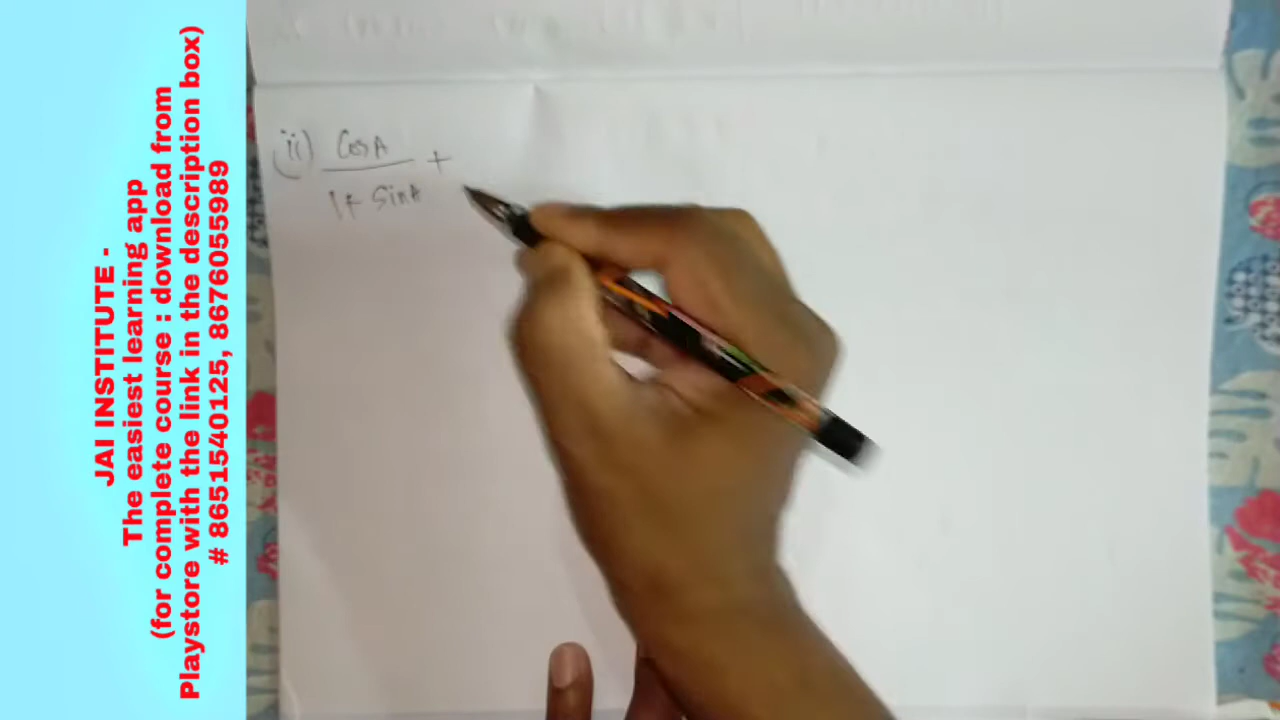 JAI INSTITUTE -
The easiest learning app
(for complete course : download from
Playstore with the link in the description box)
# 8651540125, 8676055989
ii) CosA +
1+ SinA